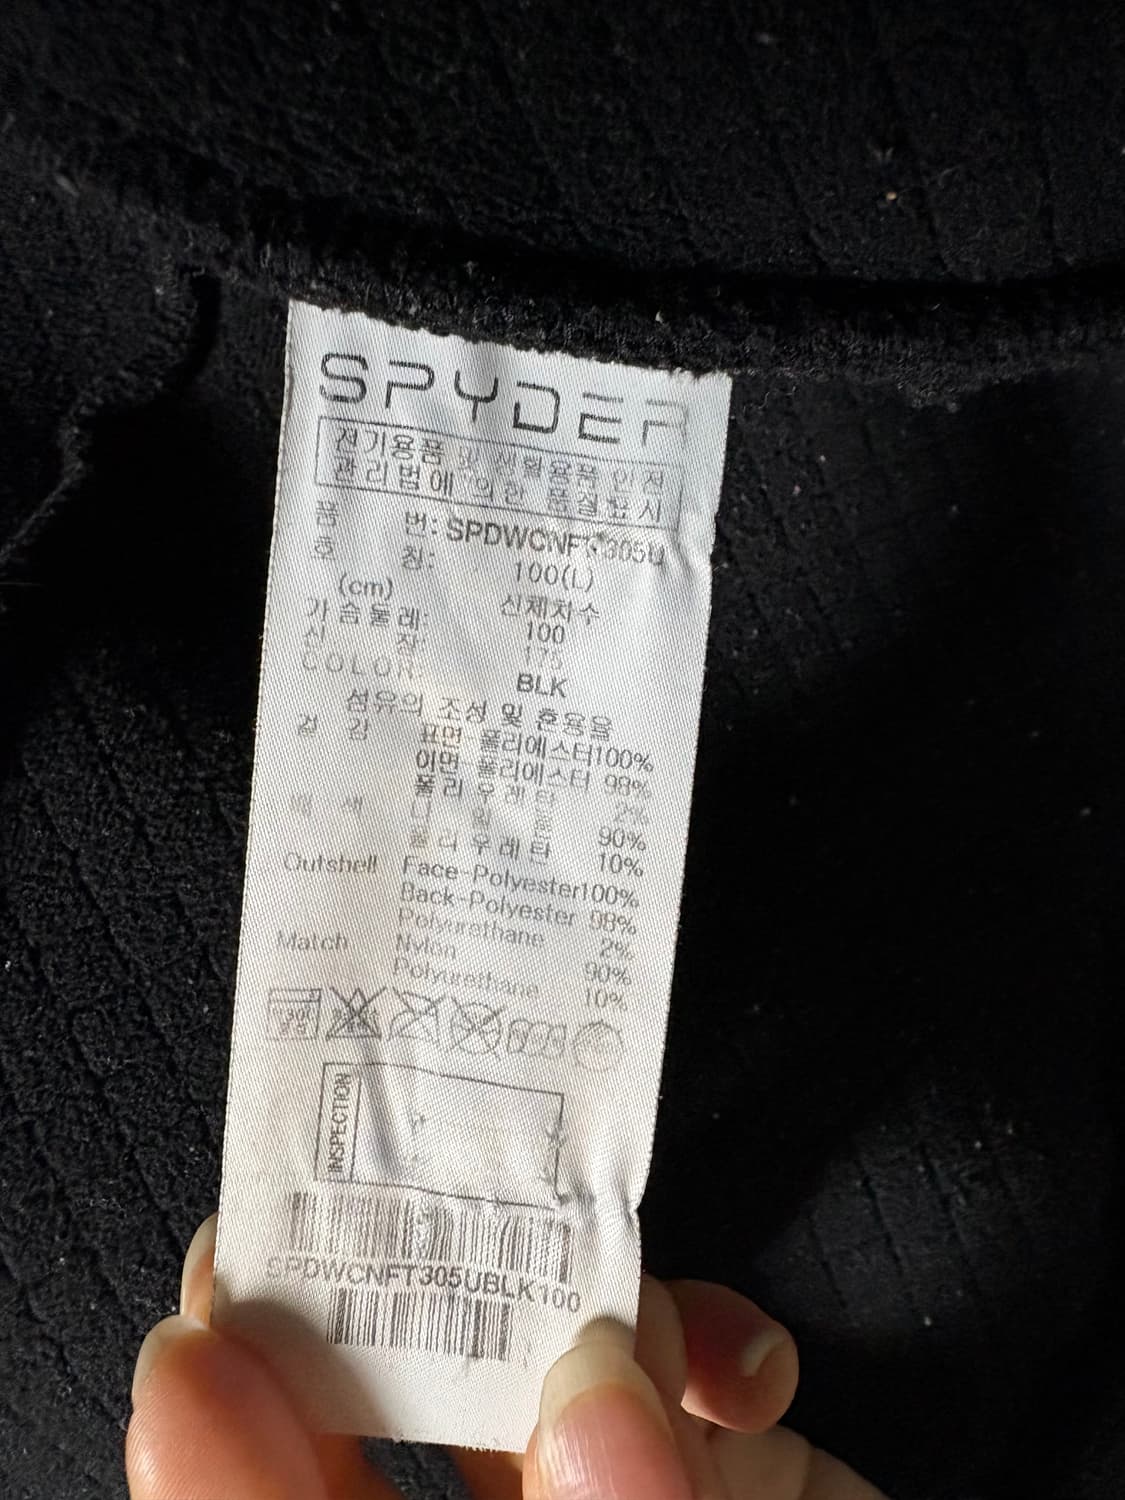 SPYDER
전기용품 및 생활용품 안전
관리법에 의한 품질표시
품 번: SPDWCNFT305U
호 칭: 100(L)
(cm) 신체치수
가슴둘레: 100
신 장: 175
COLOR: BLK
섬유의 조성 및 혼용율
겉 감 표면-폴리에스터100%
이면-폴리에스터 98%
폴리우레탄 2%
배 색 나일론 90%
폴리우레탄 10%
Outshell Face-Polyester100%
Back-Polyester 98%
Polyurethane 2%
Match Nylon 90%
Polyurethane 10%
INSPECTION
SPDWCNFT305UBLK100